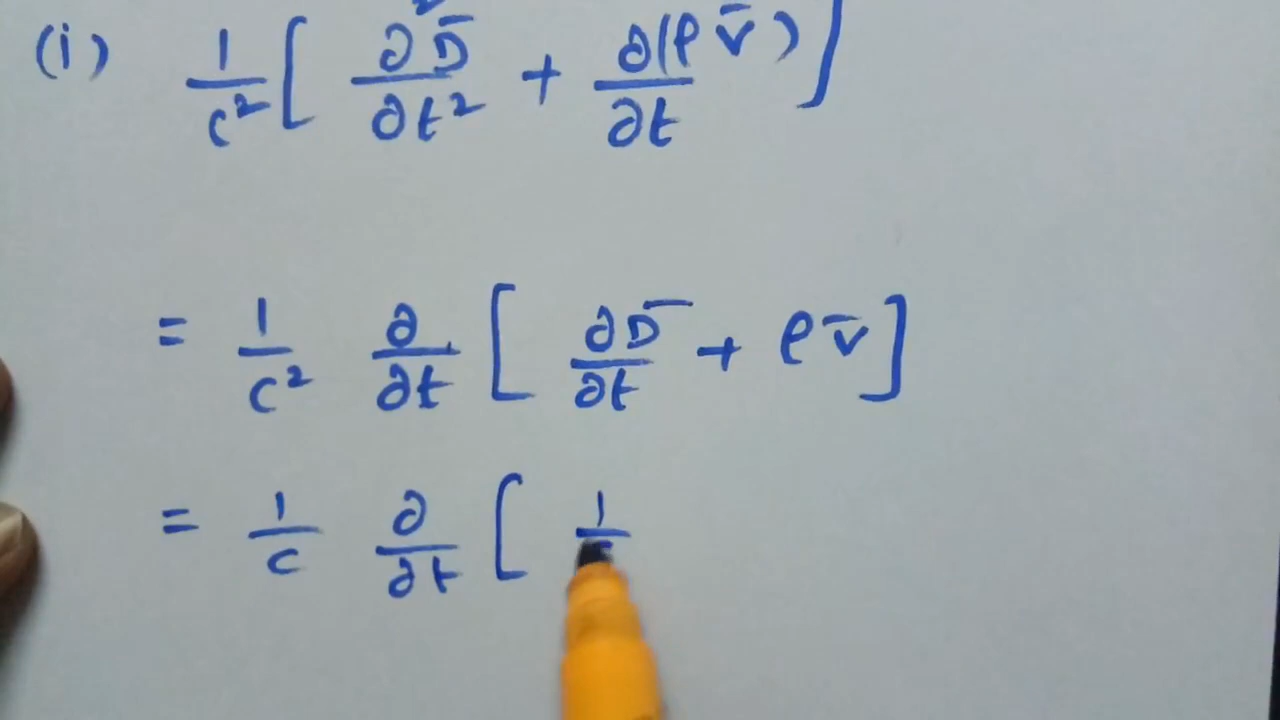 (i) 1/c² [ ∂²D̄/∂t² + ∂(ρv̄)/∂t ]
= 1/c² ∂/∂t [ ∂D̄/∂t + ρv̄ ]
= 1/c ∂/∂t [ 1/